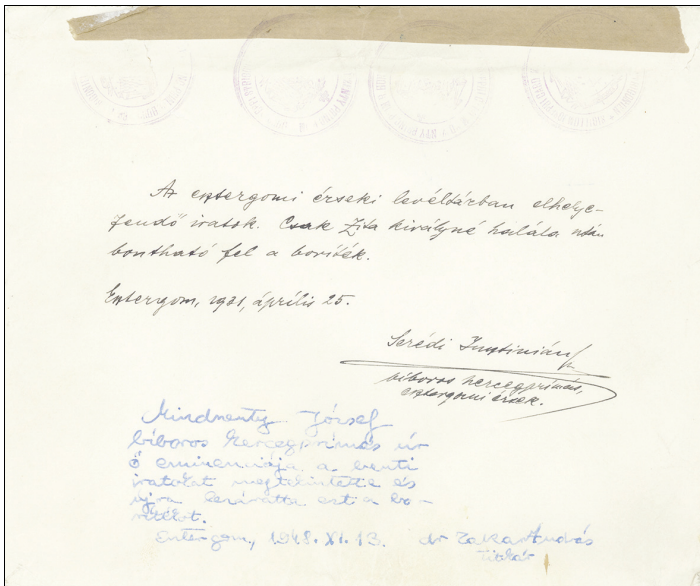 Az esztergomi érseki levéltárban elhelye-
zendő iratok. Csak Zita királyné halála után
bontható fel a boríték.
Esztergom, 1931, április 25.
Serédi Jusztinián
bíboros hercegprímás,
esztergomi érsek.
Mindszenty József
bíboros hercegprímás úr
ő eminenciája a benti
iratokat megtekintette és
újra lezáratta ezt a bo-
rítékot.
Esztergom, 1948. XI. 13. dr Zakar András
titkár